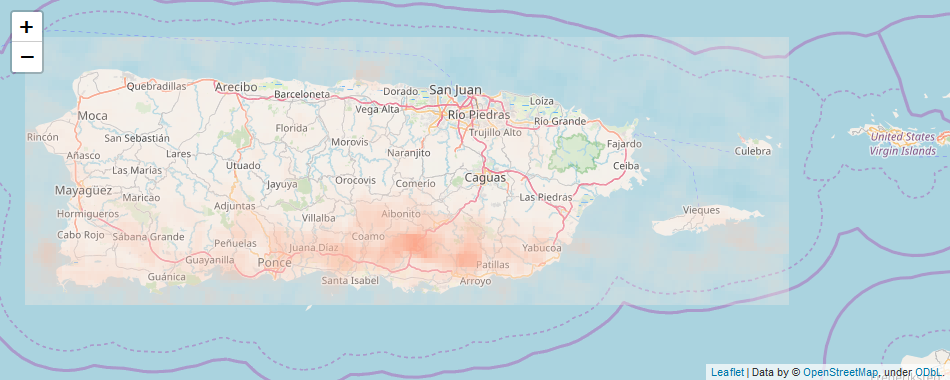 +
−
Quebradillas
Arecibo
Barceloneta
Dorado
San Juan
Vega Alta
Loiza
Moca
Río Piedras
Río Grande
Rincón
San Sebastián
Florida
Morovis
Trujillo Alto
Fajardo
Culebra
United States
Virgin Islands
Añasco
Lares
Utuado
Naranjito
Ceiba
Las Marías
Mayagüez
Maricao
Jayuya
Orocovis
Comerío
Caguas
Las Piedras
Hormigueros
Adjuntas
Villalba
Aibonito
Vieques
Cabo Rojo
Sábana Grande
Peñuelas
Juana Díaz
Coamo
Yabucoa
Guayanilla
Ponce
Patillas
Guánica
Santa Isabel
Arroyo
Leaflet | Data by © OpenStreetMap, under ODbL.